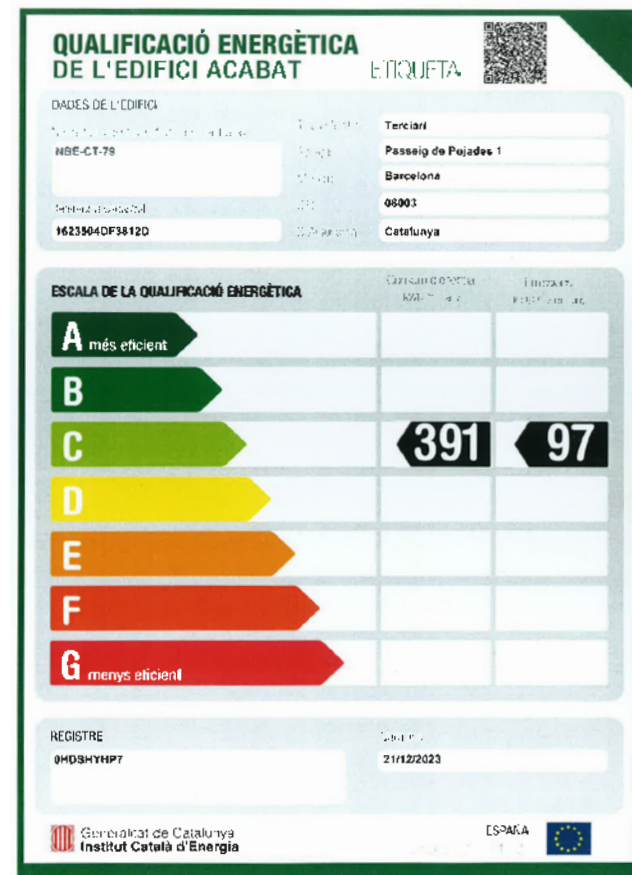 QUALIFICACIÓ ENERGÈTICA
DE L'EDIFICI ACABAT ETIQUETA
DADES DE L'EDIFICI
Terciari
NBE-CT-79
Passeig de Pujades 1
Barcelona
08003
1623504DF3812D
Catalunya
ESCALA DE LA QUALIFICACIÓ ENERGÈTICA
A més eficient
B
C 391 97
D
E
F
G menys eficient
REGISTRE
21/12/2023
Generalitat de Catalunya
Institut Català d'Energia
ESPAÑA